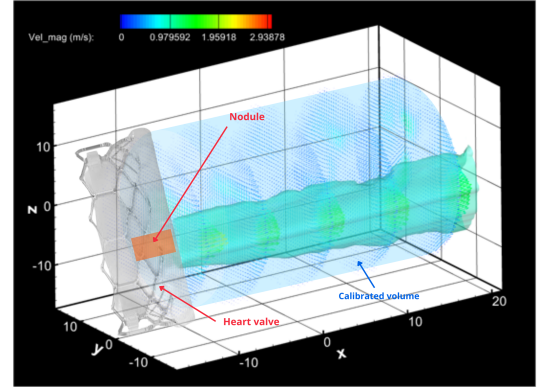 Vel_mag (m/s):
0 0.979592 1.95918 2.93878
Nodule
10
0
-10
z
Calibrated volume
Heart valve
10
0
-10
y
-10
0
10
20
x